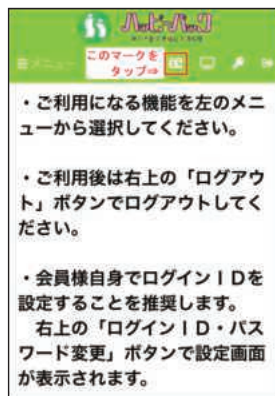 ハッピーパック
≡メニュー
このマークを
タップ⇒
・ご利用になる機能を左のメニ
ューから選択してください。
・ご利用後は右上の「ログアウ
ト」ボタンでログアウトしてく
ださい。
・会員様自身でログインIDを
設定することを推奨します。
　右上の「ログインID・パス
ワード変更」ボタンで設定画面
が表示されます。